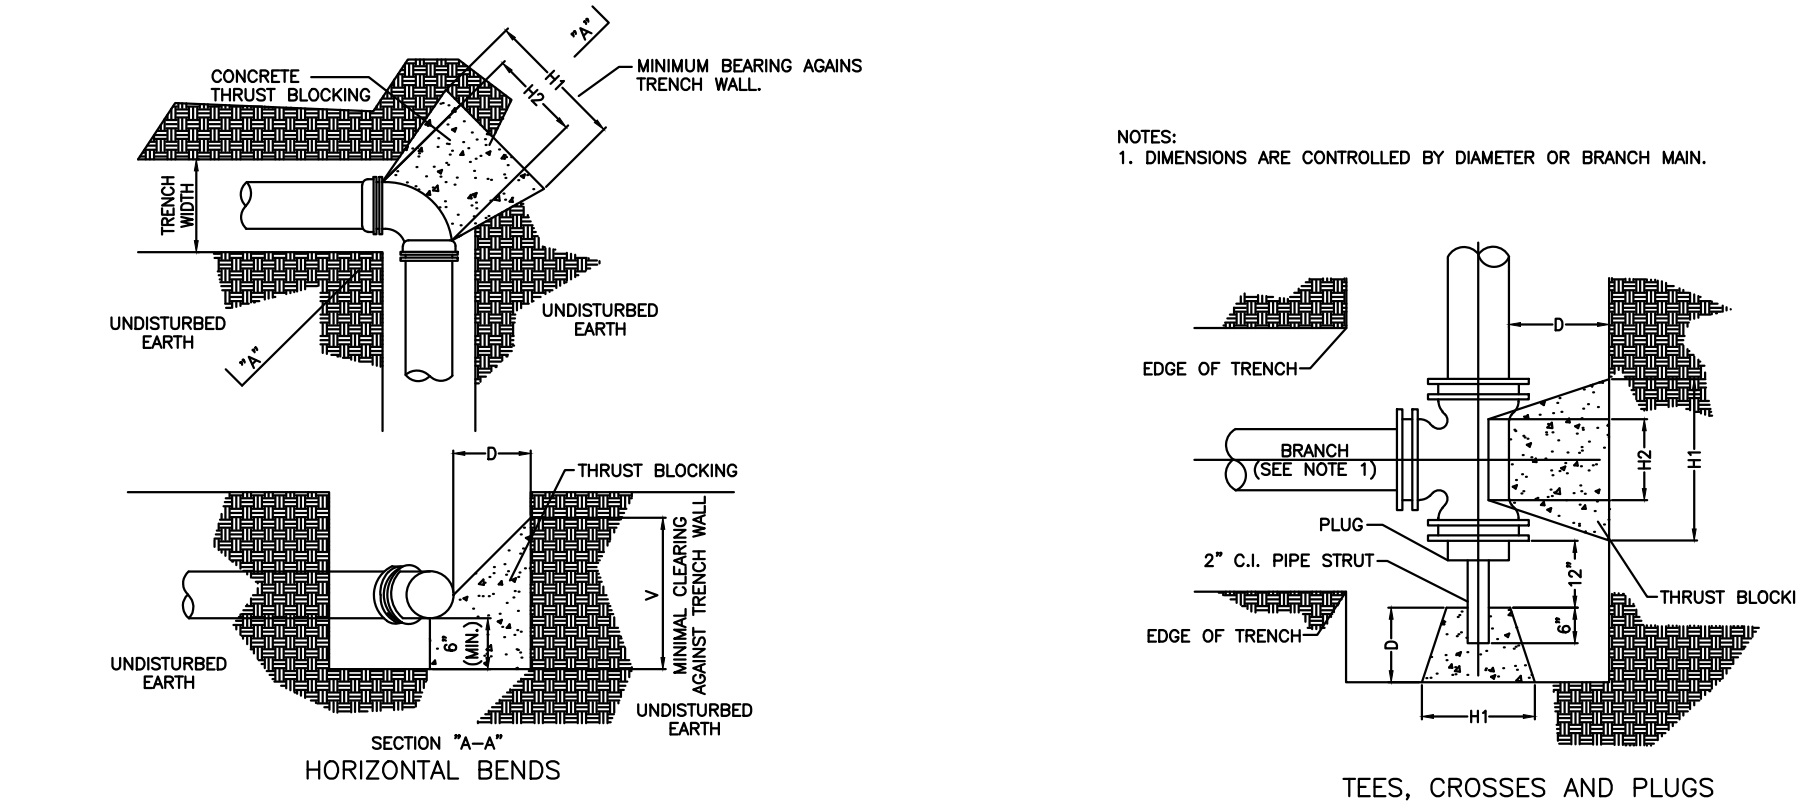 "A"
CONCRETE
THRUST BLOCKING
H1
H2
MINIMUM BEARING AGAINS
TRENCH WALL.
TRENCH
WIDTH
UNDISTURBED
EARTH
UNDISTURBED
EARTH
"A"
D
THRUST BLOCKING
V
MINIMAL CLEARING
AGAINST TRENCH WALL
6"
(MIN.)
UNDISTURBED
EARTH
UNDISTURBED
EARTH
SECTION "A-A"
HORIZONTAL BENDS
NOTES:
1. DIMENSIONS ARE CONTROLLED BY DIAMETER OR BRANCH MAIN.
D
EDGE OF TRENCH
BRANCH
(SEE NOTE 1)
H2
H1
PLUG
2" C.I. PIPE STRUT
12"
THRUST BLOCKI
6"
EDGE OF TRENCH
D
H1
TEES, CROSSES AND PLUGS